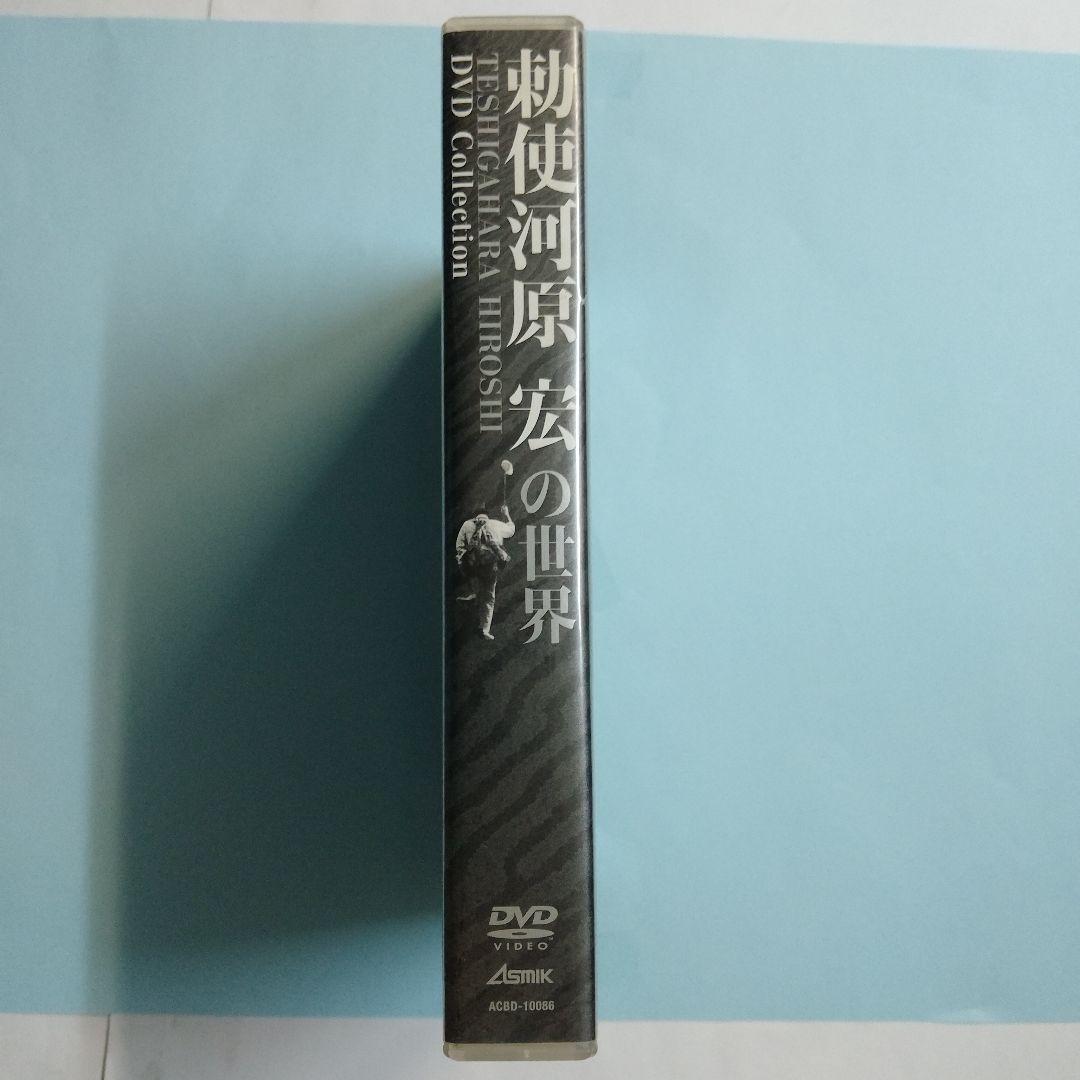 勅使河原 宏の世界
TESHIGAHARA HIROSHI
DVD Collection
DVD
VIDEO
ASMIK
ACBD-10086